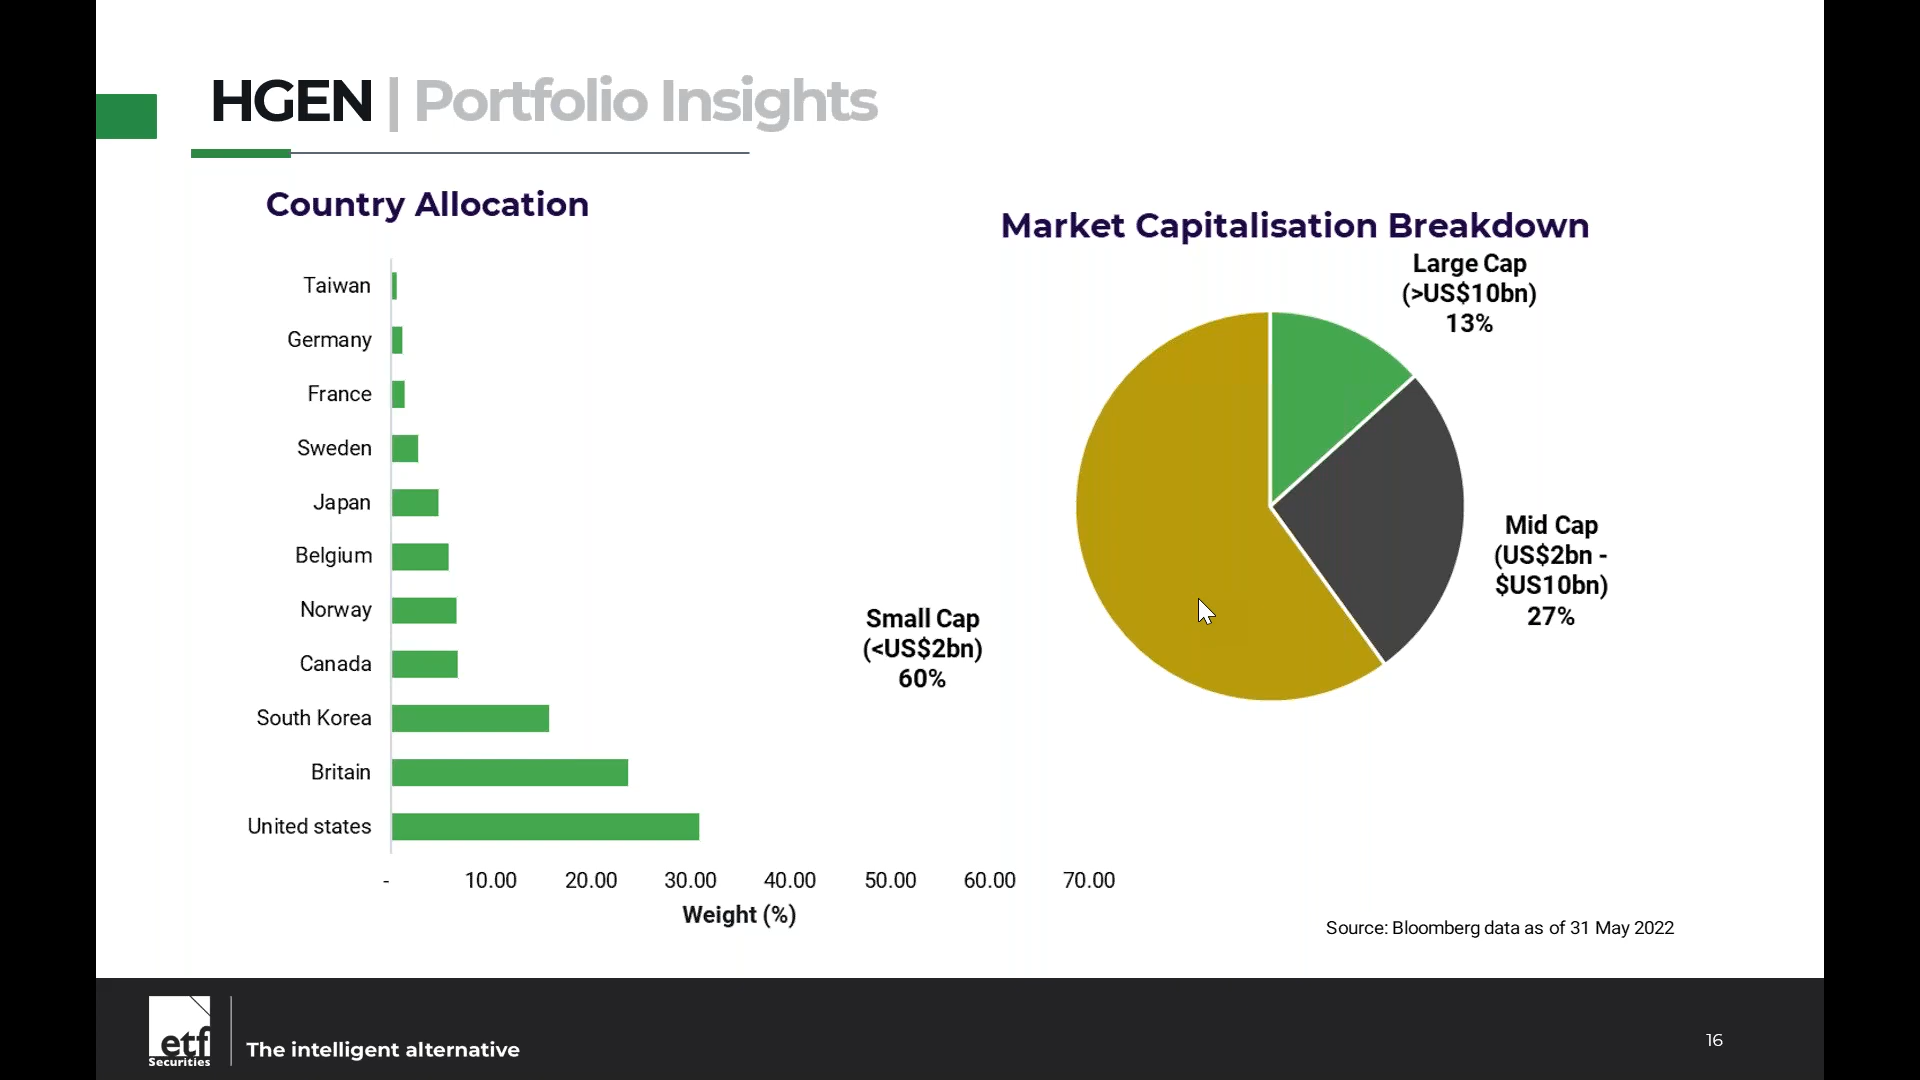 HGEN | Portfolio Insights
Country Allocation
Taiwan
Germany
France
Sweden
Japan
Belgium
Norway
Canada
South Korea
Britain
United states
-
10.00
20.00
30.00
40.00
50.00
60.00
70.00
Weight (%)
Market Capitalisation Breakdown
Large Cap
(>US$10bn)
13%
Mid Cap
(US$2bn -
$US10bn)
27%
Small Cap
(<US$2bn)
60%
Source: Bloomberg data as of 31 May 2022
etf
Securities
The intelligent alternative
16